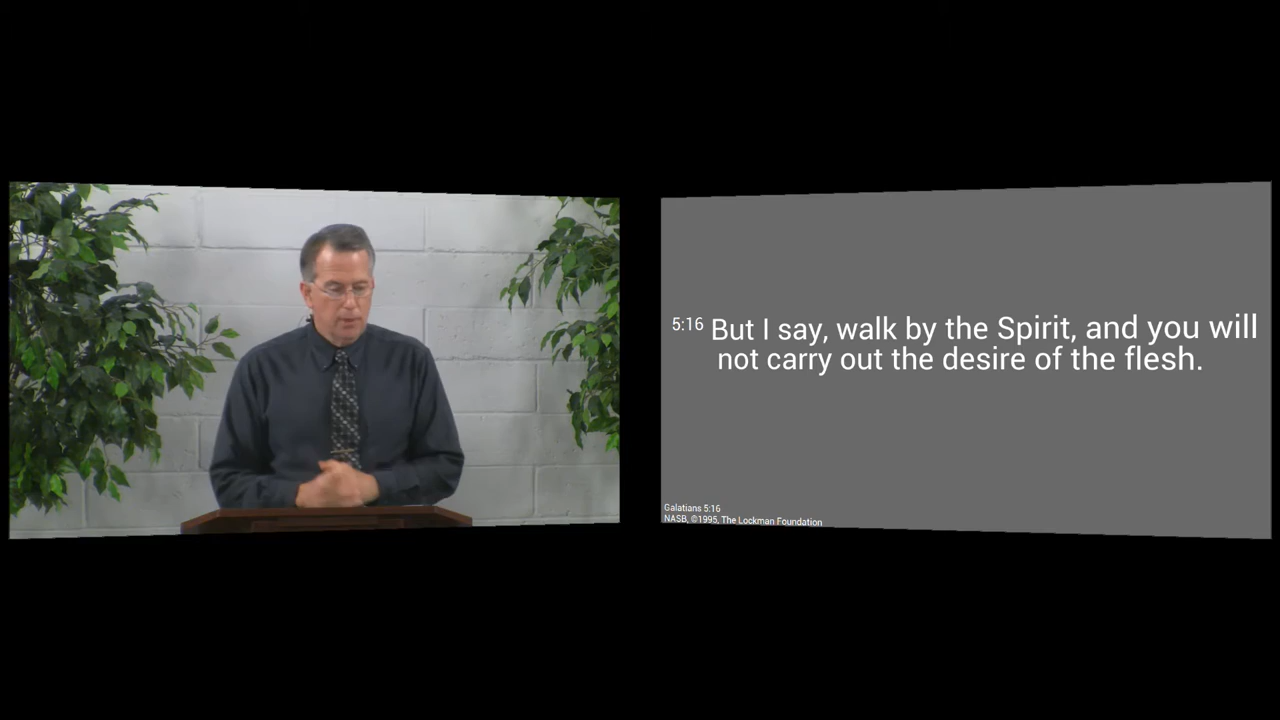 5:16 But I say, walk by the Spirit, and you will
not carry out the desire of the flesh.
Galatians 5:16
NASB, ©1995, The Lockman Foundation